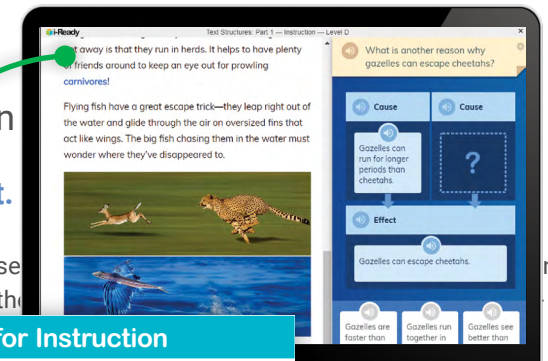 i-Ready
Text Structures: Part 1 — Instruction — Level D
away is that they run in herds. It helps to have plenty
friends around to keep an eye out for prowling
carnivores!
Flying fish have a great escape trick—they leap right out of
the water and glide through the air on oversized fins that
act like wings. The big fish chasing them in the water must
wonder where they've disappeared to.
What is another reason why
gazelles can escape cheetahs?
Cause
Cause
Gazelles can
run for longer
periods than
cheetahs.
?
Effect
Gazelles can escape cheetahs.
Gazelles are
faster than
Gazelles run
together in
Gazelles see
better than
for Instruction